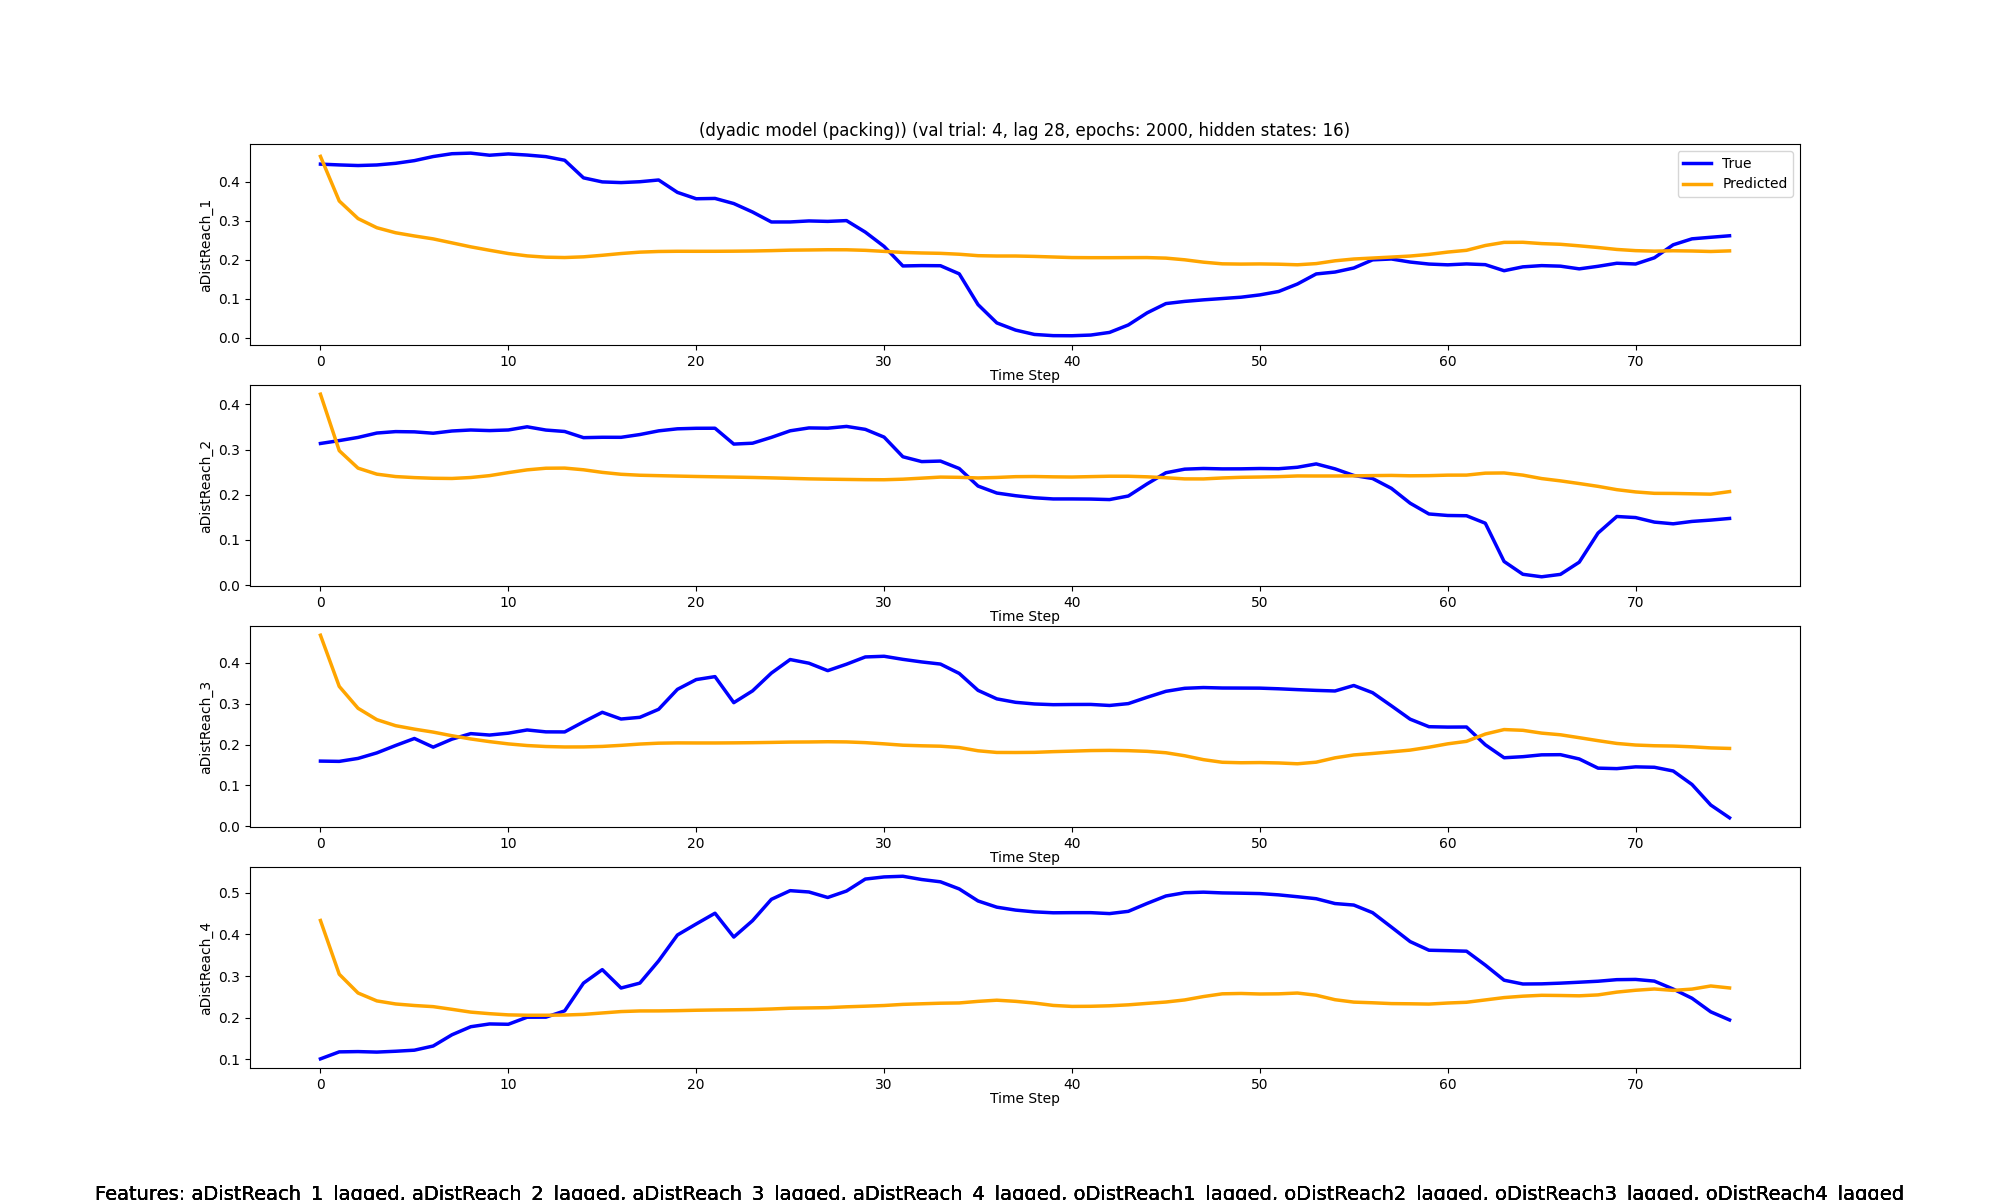 (dyadic model (packing)) (val trial: 4, lag 28, epochs: 2000, hidden states: 16)
True
Predicted
aDistReach_1
0.4
0.3
0.2
0.1
0.0
0 10 20 30 40 50 60 70
Time Step
aDistReach_2
0.4
0.3
0.2
0.1
0.0
0 10 20 30 40 50 60 70
Time Step
aDistReach_3
0.4
0.3
0.2
0.1
0.0
0 10 20 30 40 50 60 70
Time Step
aDistReach_4
0.5
0.4
0.3
0.2
0.1
0 10 20 30 40 50 60 70
Time Step
Features: aDistReach_1_lagged, aDistReach_2_lagged, aDistReach_3_lagged, aDistReach_4_lagged, oDistReach1_lagged, oDistReach2_lagged, oDistReach3_lagged, oDistReach4_lagged